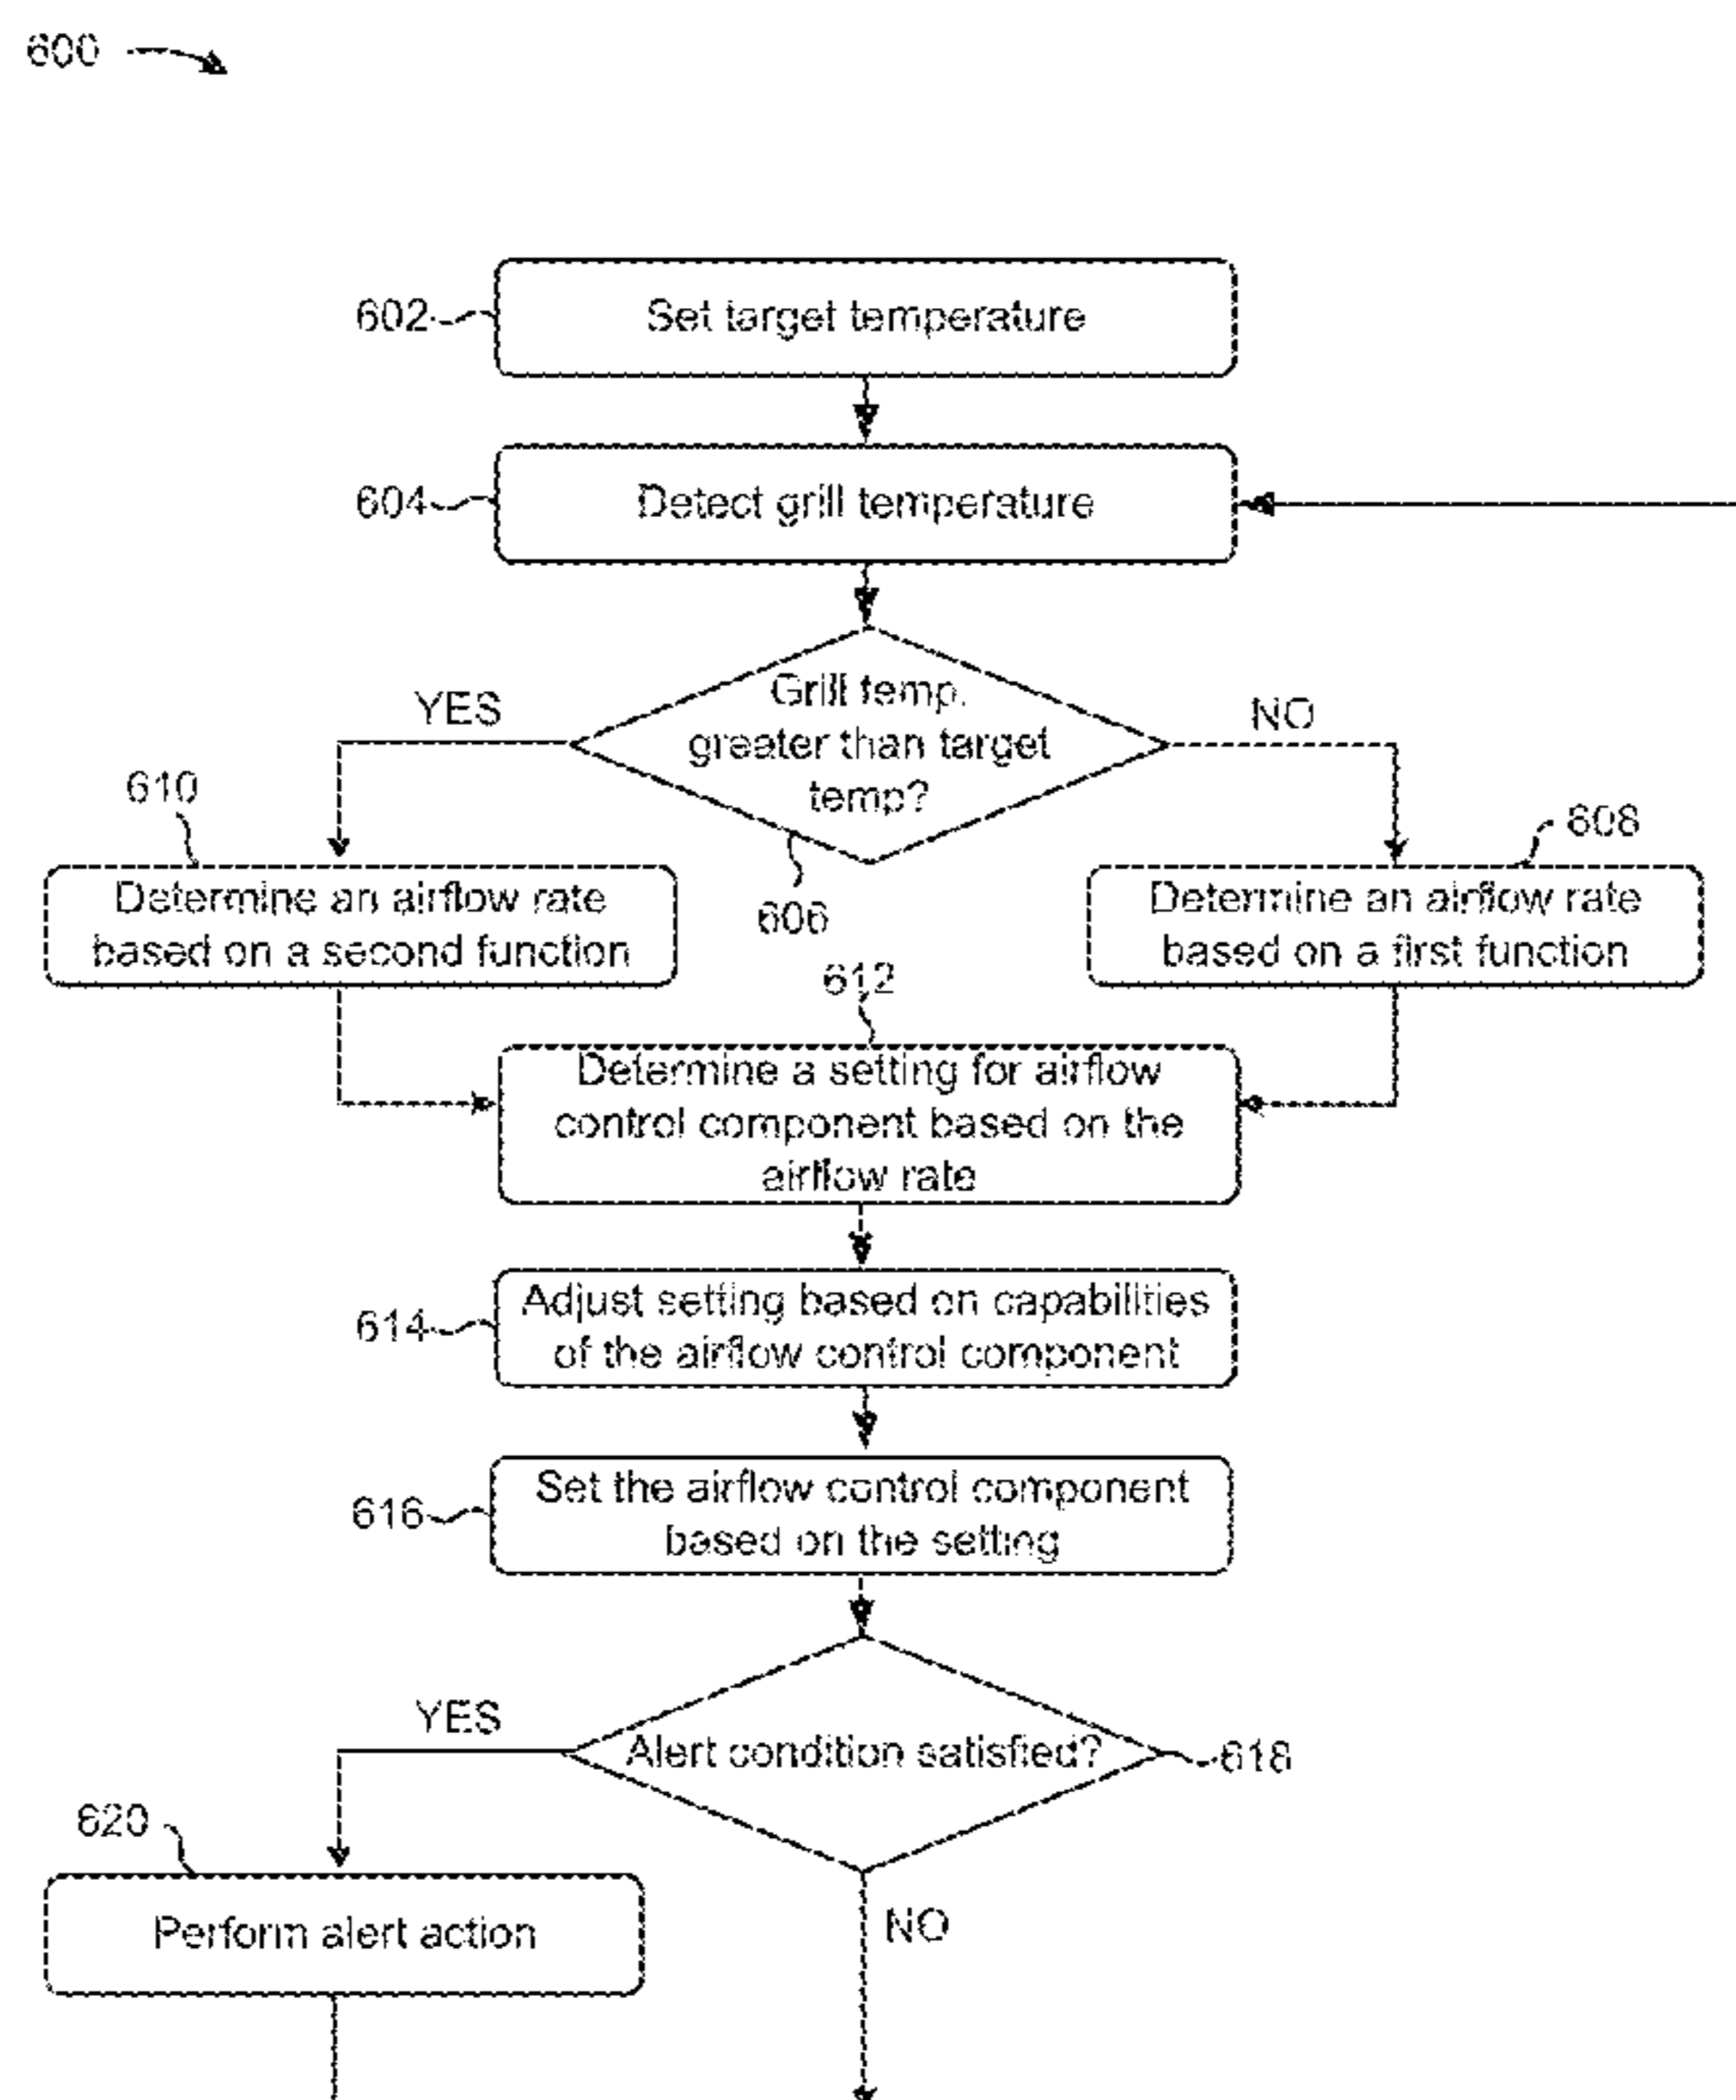 600
602
Set target temperature
604
Detect grill temperature
Grill temp.
greater than target
temp?
YES
NO
610
608
606
Determine an airflow rate
based on a second function
Determine an airflow rate
based on a first function
612
Determine a setting for airflow
control component based on the
airflow rate
614
Adjust setting based on capabilities
of the airflow control component
616
Set the airflow control component
based on the setting
YES
Alert condition satisfied?
618
620
Perform alert action
NO